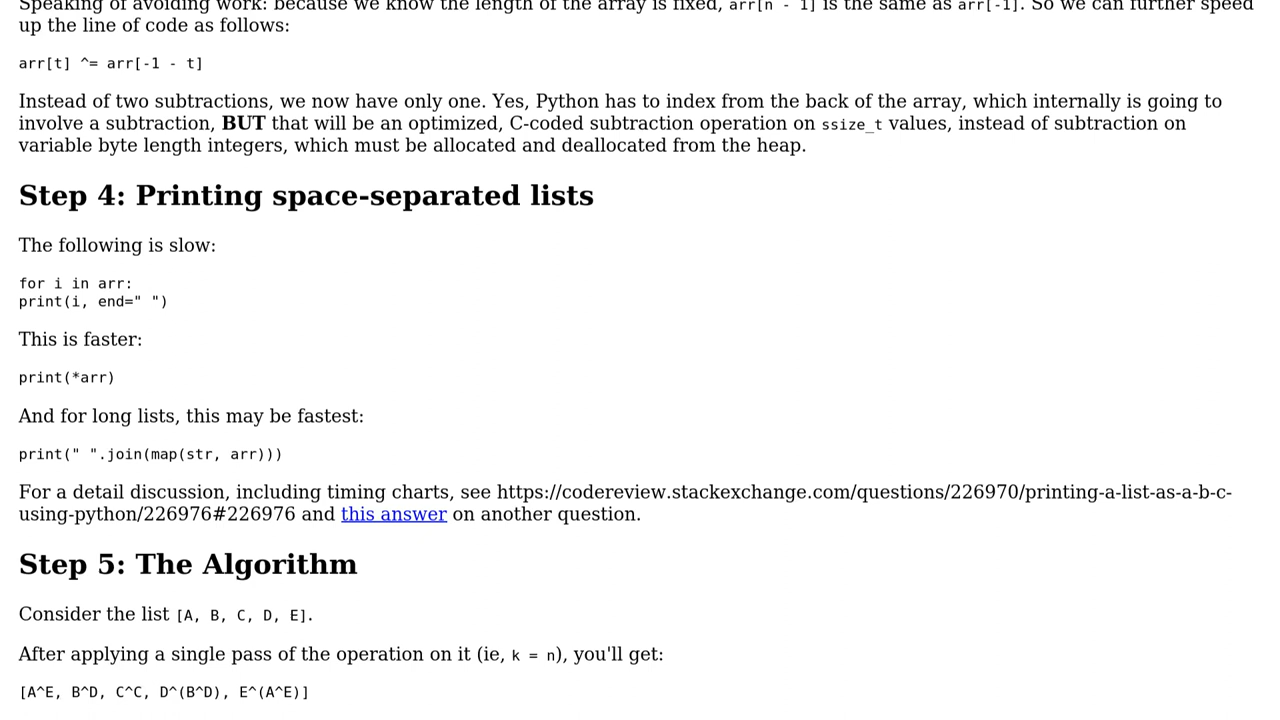 Speaking of avoiding work: because we know the length of the array is fixed, arr[n - 1] is the same as arr[-1]. So we can further speed
up the line of code as follows:
arr[t] ^= arr[-1 - t]
Instead of two subtractions, we now have only one. Yes, Python has to index from the back of the array, which internally is going to
involve a subtraction, BUT that will be an optimized, C-coded subtraction operation on ssize_t values, instead of subtraction on
variable byte length integers, which must be allocated and deallocated from the heap.
Step 4: Printing space-separated lists
The following is slow:
for i in arr:
print(i, end=" ")
This is faster:
print(*arr)
And for long lists, this may be fastest:
print(" ".join(map(str, arr)))
For a detail discussion, including timing charts, see https://codereview.stackexchange.com/questions/226970/printing-a-list-as-a-b-c-
using-python/226976#226976 and this answer on another question.
Step 5: The Algorithm
Consider the list [A, B, C, D, E].
After applying a single pass of the operation on it (ie, k = n), you'll get:
[A^E, B^D, C^C, D^(B^D), E^(A^E)]